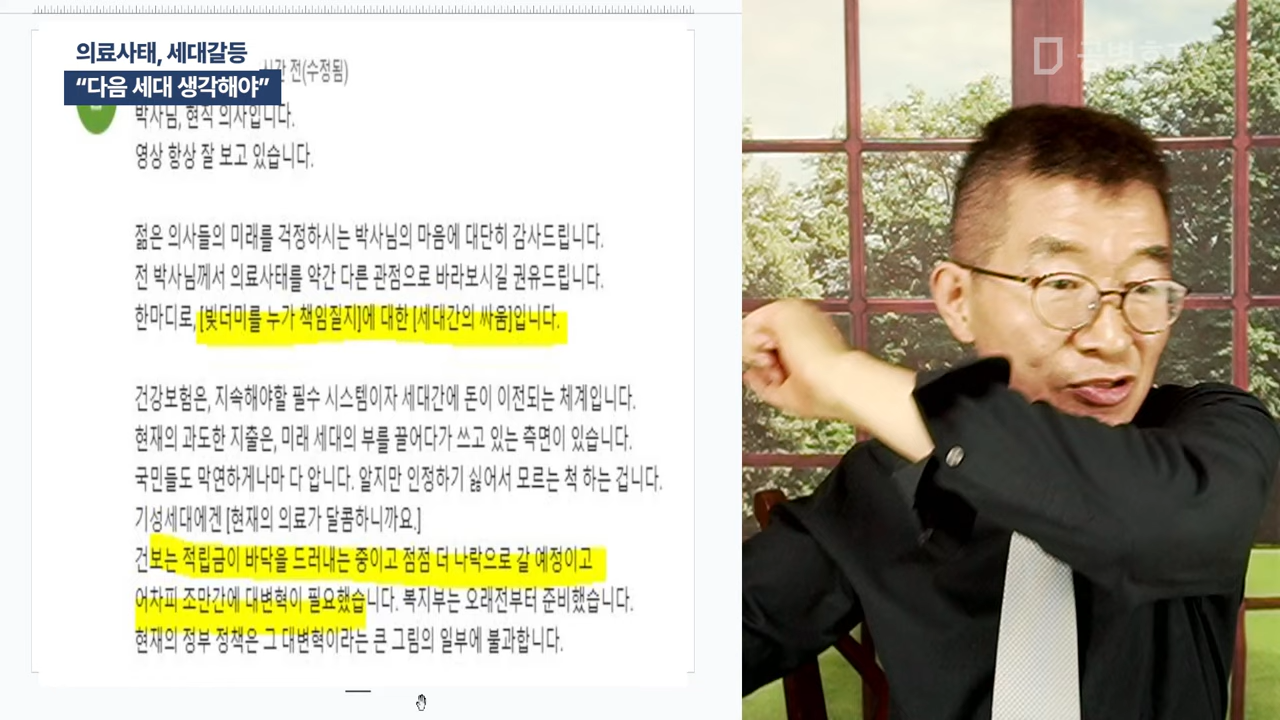 의료사태, 세대갈등
“다음 세대 생각해야”
시간 전(수정됨)
박사님, 현직 의사입니다.
영상 항상 잘 보고 있습니다.
젊은 의사들의 미래를 걱정하시는 박사님의 마음에 대단히 감사드립니다.
전 박사님께서 의료사태를 약간 다른 관점으로 바라보시길 권유드립니다.
한마디로, [빚더미를 누가 책임질지]에 대한 [세대간의 싸움]입니다.
건강보험은, 지속해야할 필수 시스템이자 세대간에 돈이 이전되는 체계입니다.
현재의 과도한 지출은, 미래 세대의 부를 끌어다가 쓰고 있는 측면이 있습니다.
국민들도 막연하게나마 다 압니다. 알지만 인정하기 싫어서 모르는 척 하는 겁니다.
기성세대에겐 [현재의 의료가 달콤하니까요.]
건보는 적립금이 바닥을 드러내는 중이고 점점 더 나락으로 갈 예정이고
어차피 조만간에 대변혁이 필요했습니다. 복지부는 오래전부터 준비했습니다.
현재의 정부 정책은 그 대변혁이라는 큰 그림의 일부에 불과합니다.
공병호TV